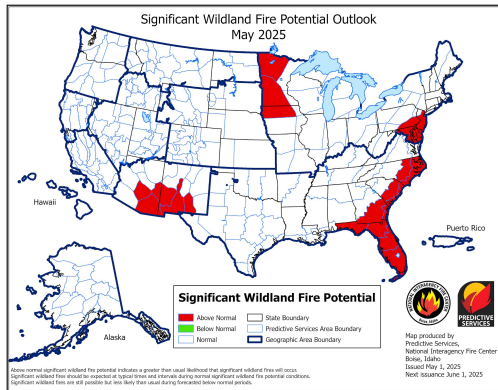 Significant Wildland Fire Potential Outlook
May 2025
Hawaii
Puerto Rico
Alaska
Significant Wildland Fire Potential
Above Normal
Below Normal
Normal
State Boundary
Predictive Services Area Boundary
Geographic Area Boundary
NATIONAL INTERAGENCY FIRE CENTER
PREDICTIVE
SERVICES
Map produced by
Predictive Services,
National Interagency Fire Center
Boise, Idaho
Issued May 1, 2025
Next issuance June 1, 2025
Above normal significant wildland fire potential indicates a greater than usual likelihood that significant wildland fires will occur.
Significant wildland fires should be expected at typical times and intervals during normal significant wildland fire potential conditions.
Significant wildland fires are still possible but less likely than usual during forecasted below normal periods.